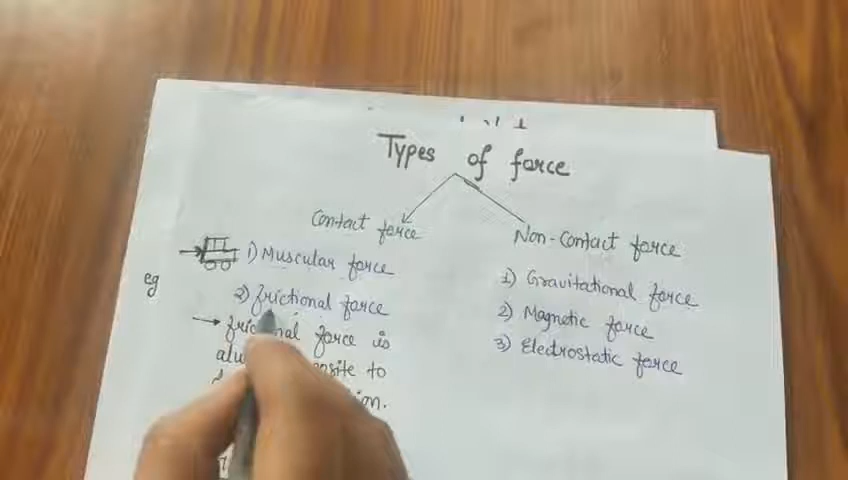 Types of force
Contact force
Non-Contact force
1) Muscular force
eg
2) frictional force
→ force is
to
1) Gravitational force
2) Magnetic force
3) Electrostatic force